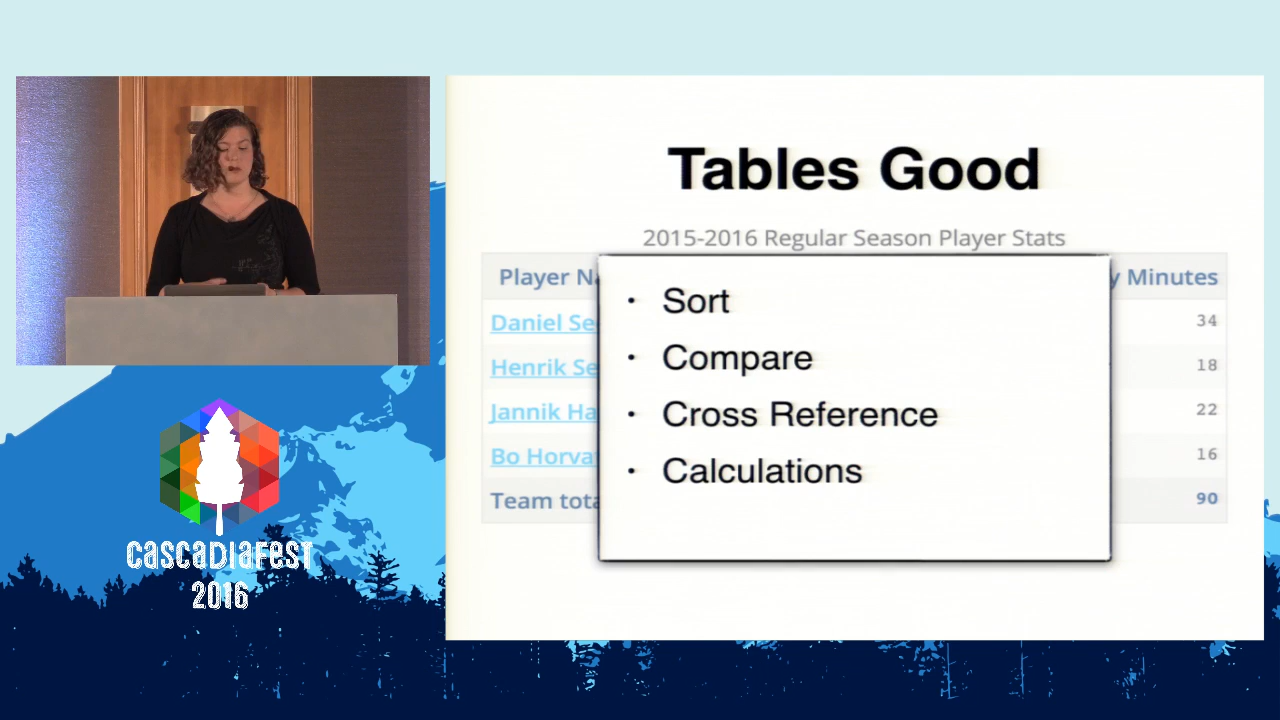 Tables Good
2015-2016 Regular Season Player Stats
Player Na
y Minutes
Daniel Se
34
Henrik Se
18
Jannik Ha
22
Bo Horva
16
Team tota
90
· Sort
· Compare
· Cross Reference
· Calculations
CASCADIAFEST
2016